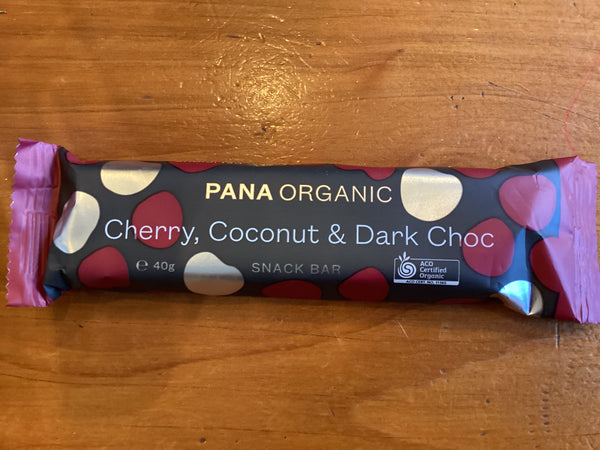 PANA ORGANIC
Cherry, Coconut & Dark Choc
℮ 40g
SNACK BAR
ACO
Certified
Organic